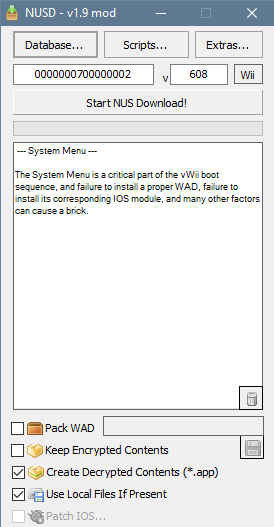 NUSD - v1.9 mod
Database... Scripts... Extras...
0000000700000002 v 608 Wii
Start NUS Download!
--- System Menu ---
The System Menu is a critical part of the vWii boot
sequence, and failure to install a proper WAD, failure to
install its corresponding IOS module, and many other factors
can cause a brick.
Pack WAD
Keep Encrypted Contents
Create Decrypted Contents (*.app)
Use Local Files If Present
Patch IOS...